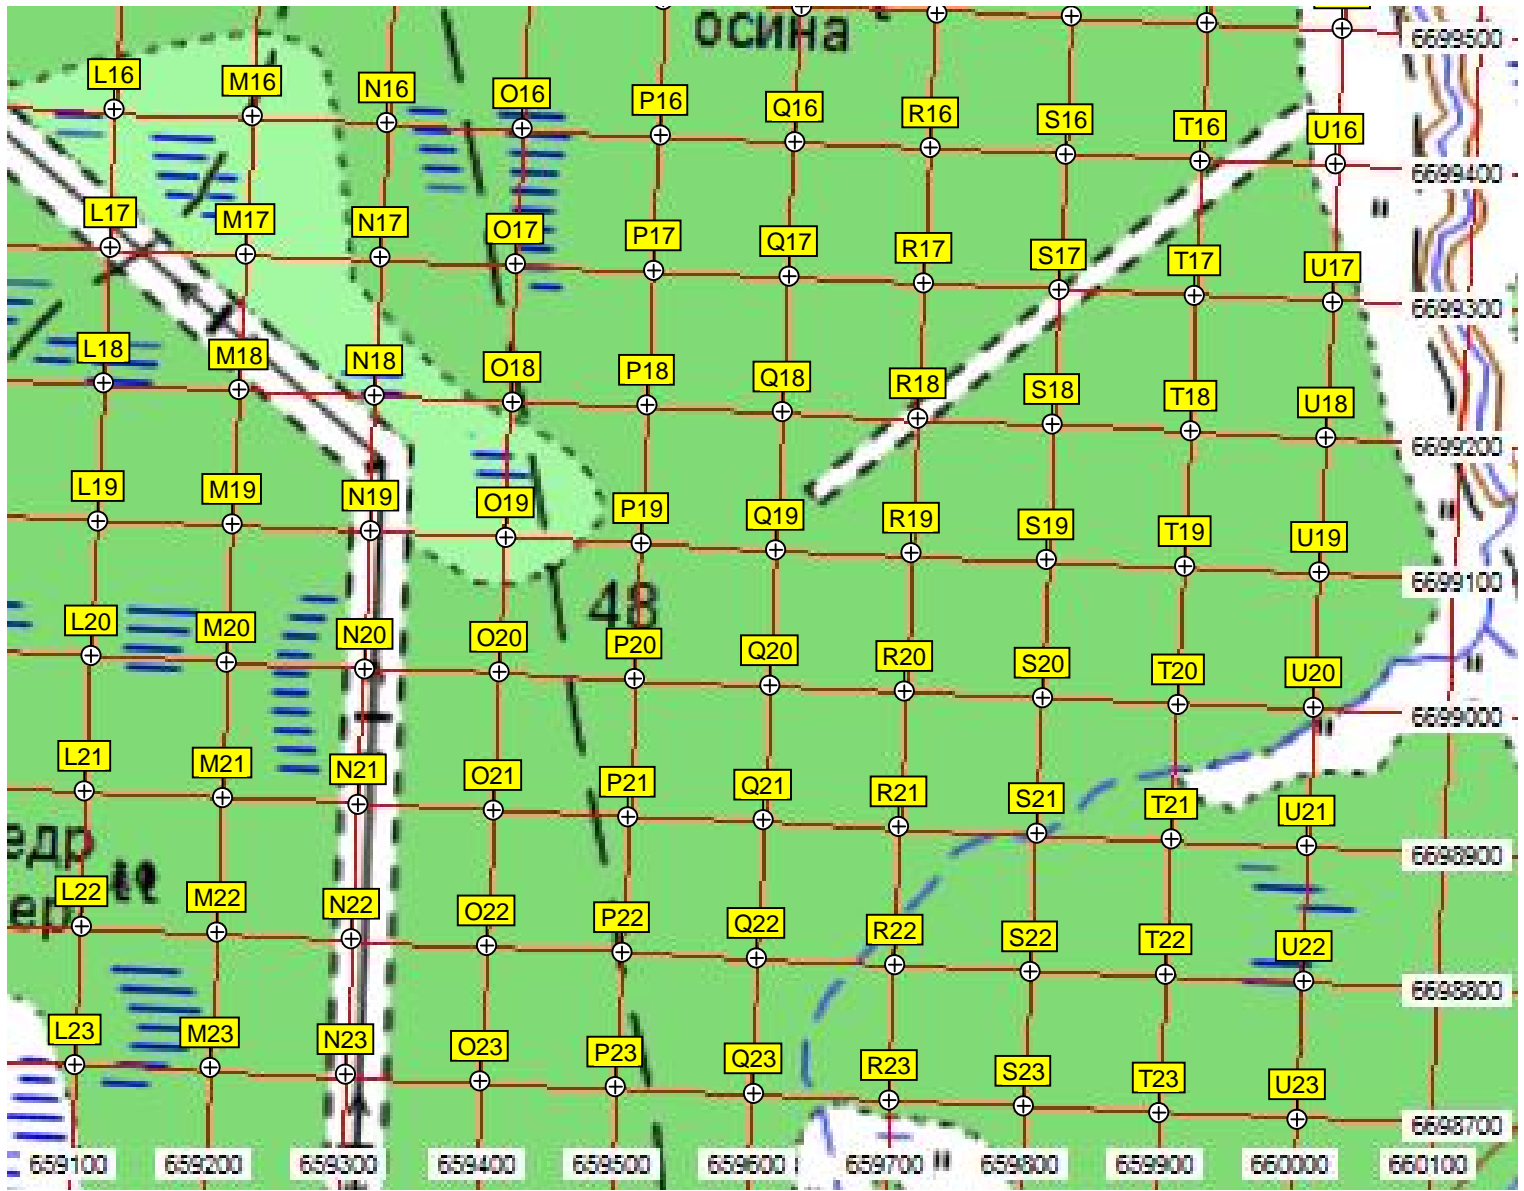 осина
6699500
L16 M16 N16 O16 P16 Q16 R16 S16 T16 U16
6699400
L17 M17 N17 O17 P17 Q17 R17 S17 T17 U17
6699300
L18 M18 N18 O18 P18 Q18 R18 S18 T18 U18
6699200
L19 M19 N19 O19 P19 Q19 R19 S19 T19 U19
6699100
48
L20 M20 N20 O20 P20 Q20 R20 S20 T20 U20
6699000
L21 M21 N21 O21 P21 Q21 R21 S21 T21 U21
едр
6698900
L22 M22 N22 O22 P22 Q22 R22 S22 T22 U22
ер
6698800
L23 M23 N23 O23 P23 Q23 R23 S23 T23 U23
6698700
659100 659200 659300 659400 659500 659600 659700 659800 659900 660000 660100